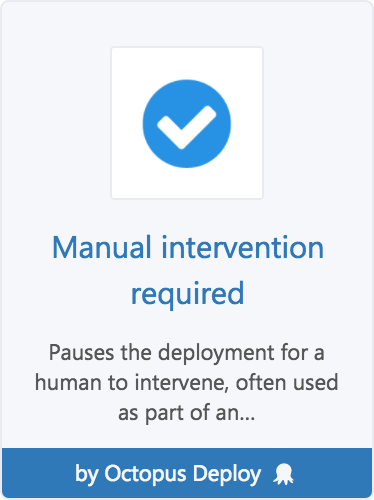 Manual intervention
required
Pauses the deployment for a
human to intervene, often used
as part of an...
by Octopus Deploy